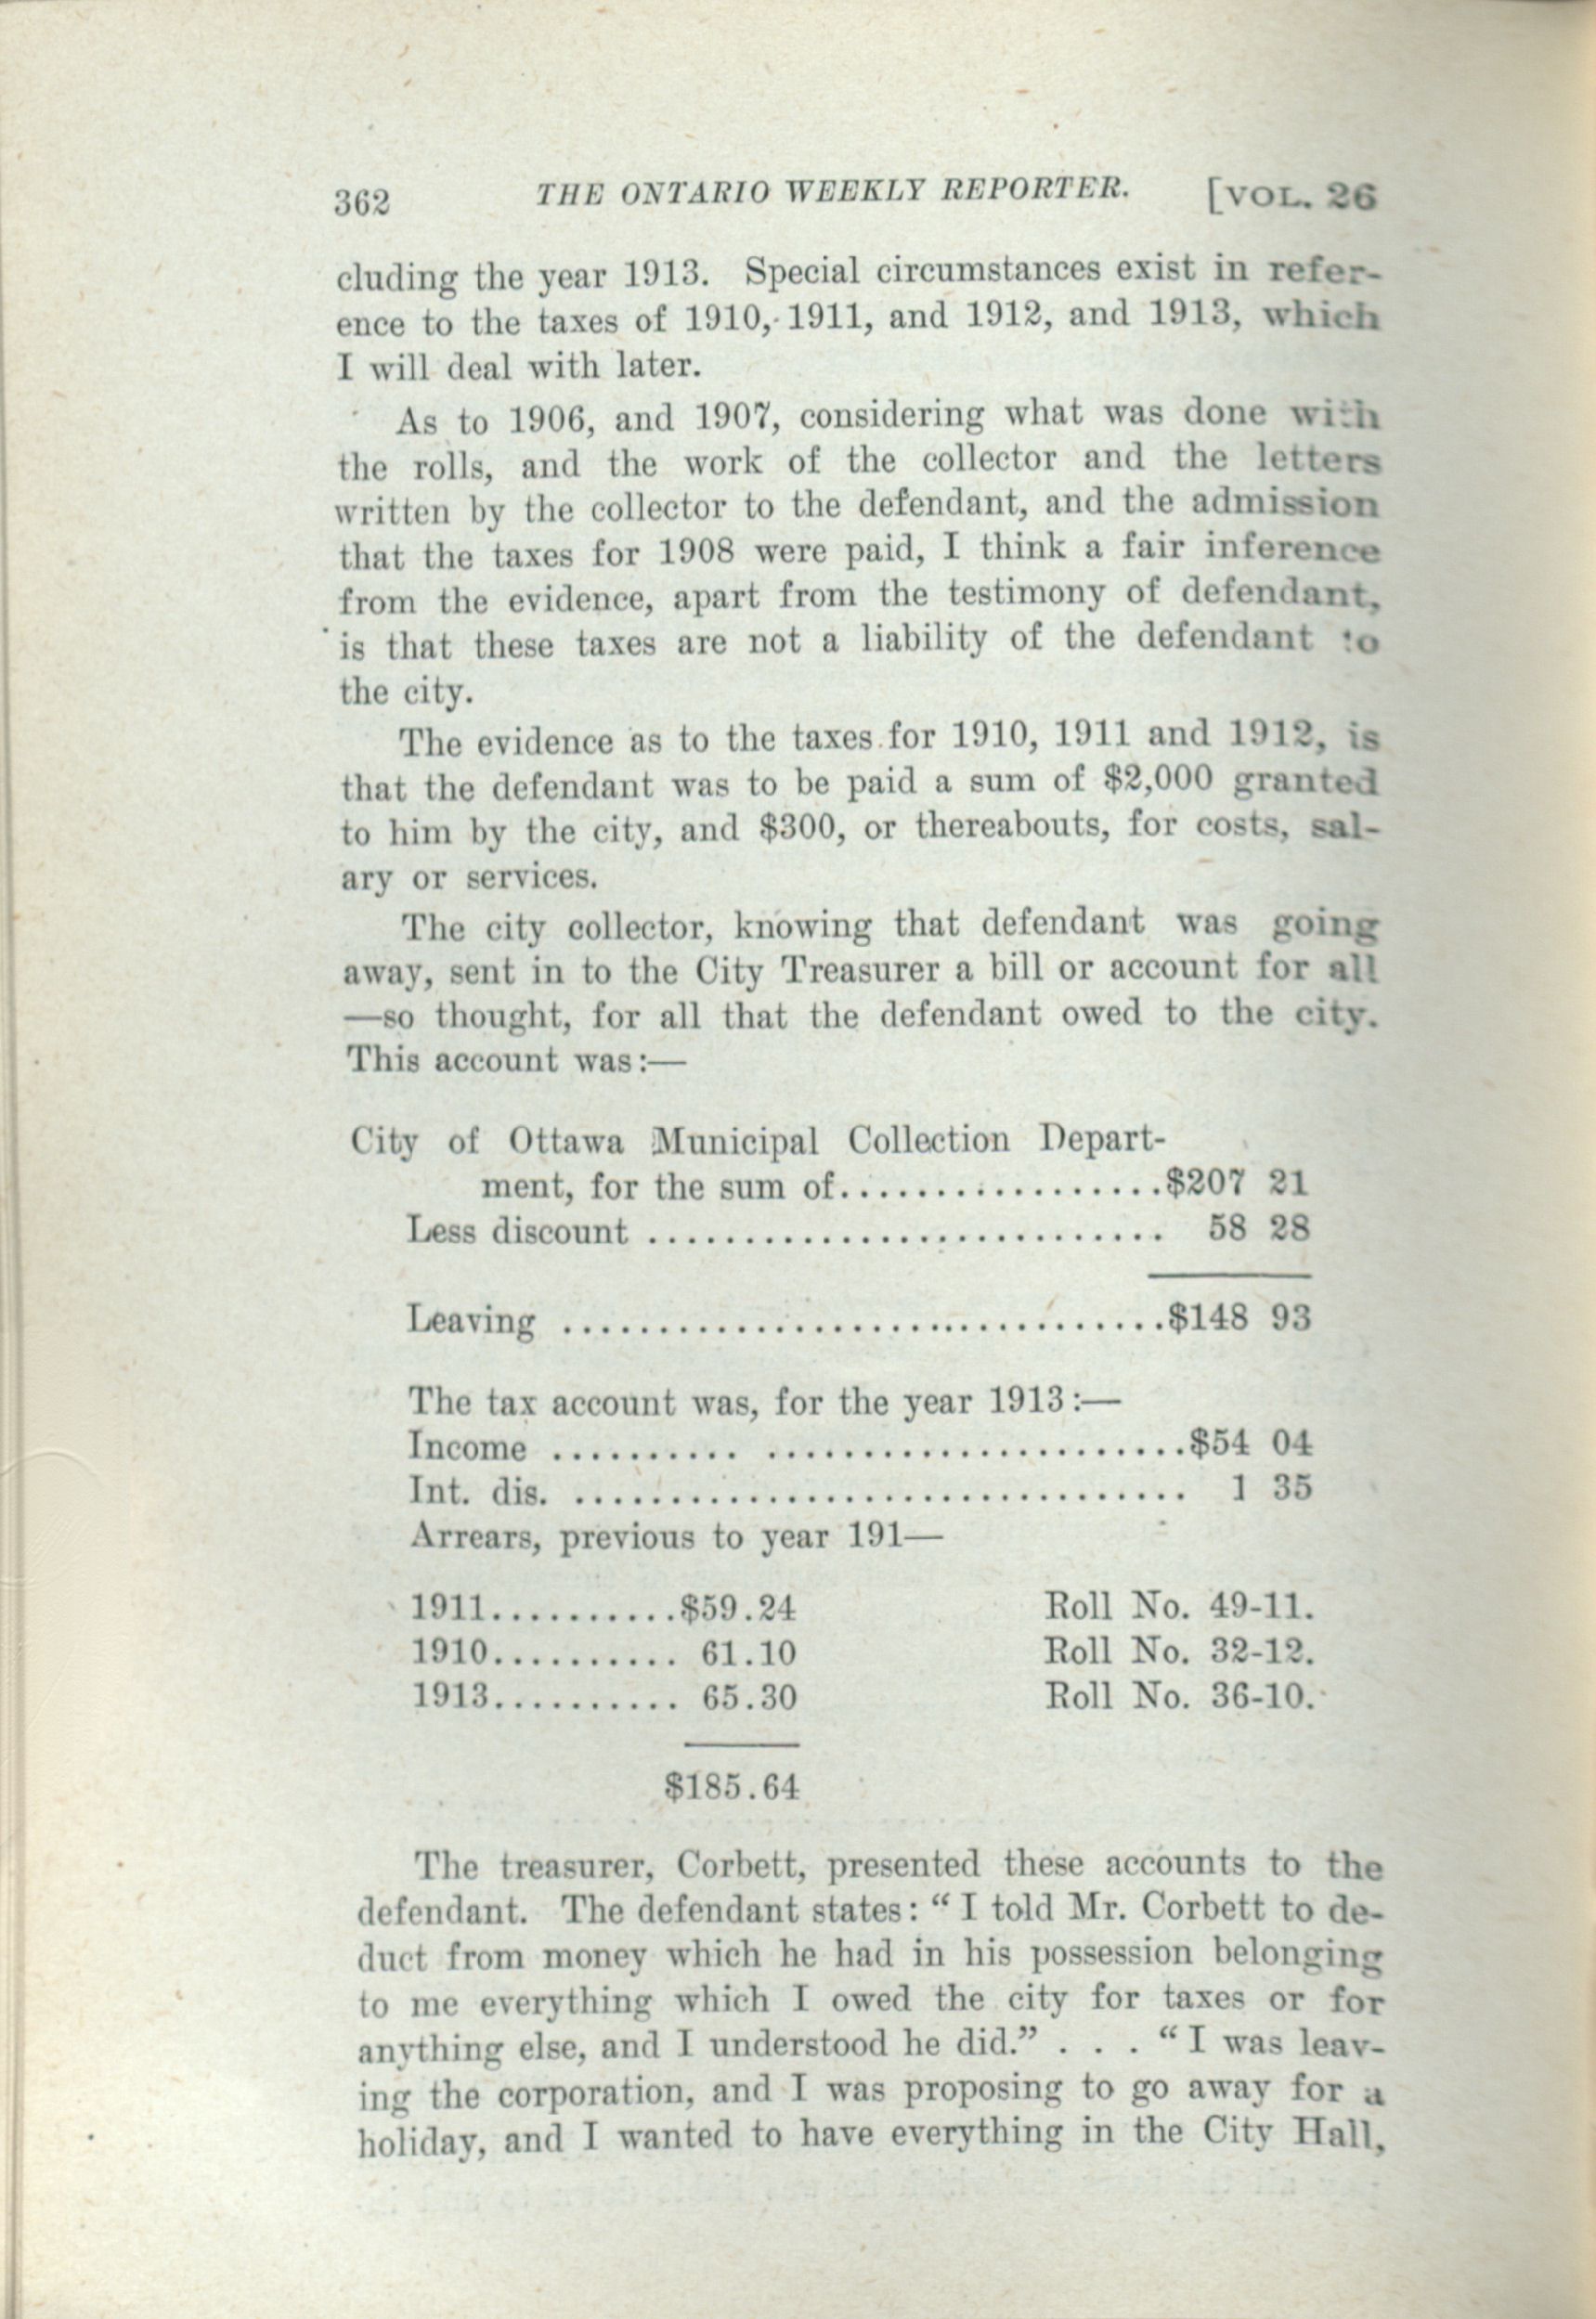 362 THE ONTARIO WEEKLY REPORTER. [VOL. 26
cluding the year 1913. Special circumstances exist in refer-
ence to the taxes of 1910, 1911, and 1912, and 1913, which
I will deal with later.
As to 1906, and 1907, considering what was done with
the rolls, and the work of the collector and the letters
written by the collector to the defendant, and the admission
that the taxes for 1908 were paid, I think a fair inference
from the evidence, apart from the testimony of defendant,
is that these taxes are not a liability of the defendant to
the city.
The evidence as to the taxes for 1910, 1911 and 1912, is
that the defendant was to be paid a sum of $2,000 granted
to him by the city, and $300, or thereabouts, for costs, sal-
ary or services.
The city collector, knowing that defendant was going
away, sent in to the City Treasurer a bill or account for all
—so thought, for all that the defendant owed to the city.
This account was:—
City of Ottawa Municipal Collection Depart-
ment, for the sum of.................$207 21
Less discount ........................... 58 28
Leaving ................................$148 93
The tax account was, for the year 1913:—
Income .......... ......................$54 04
Int. dis. ................................ 1 35
Arrears, previous to year 191—
1911..........$59.24 Roll No. 49-11.
1910.......... 61.10 Roll No. 32-12.
1913.......... 65.30 Roll No. 36-10.
$185.64
The treasurer, Corbett, presented these accounts to the
defendant. The defendant states: “ I told Mr. Corbett to de-
duct from money which he had in his possession belonging
to me everything which I owed the city for taxes or for
anything else, and I understood he did.” . . . “ I was leav-
ing the corporation, and I was proposing to go away for a
holiday, and I wanted to have everything in the City Hall,